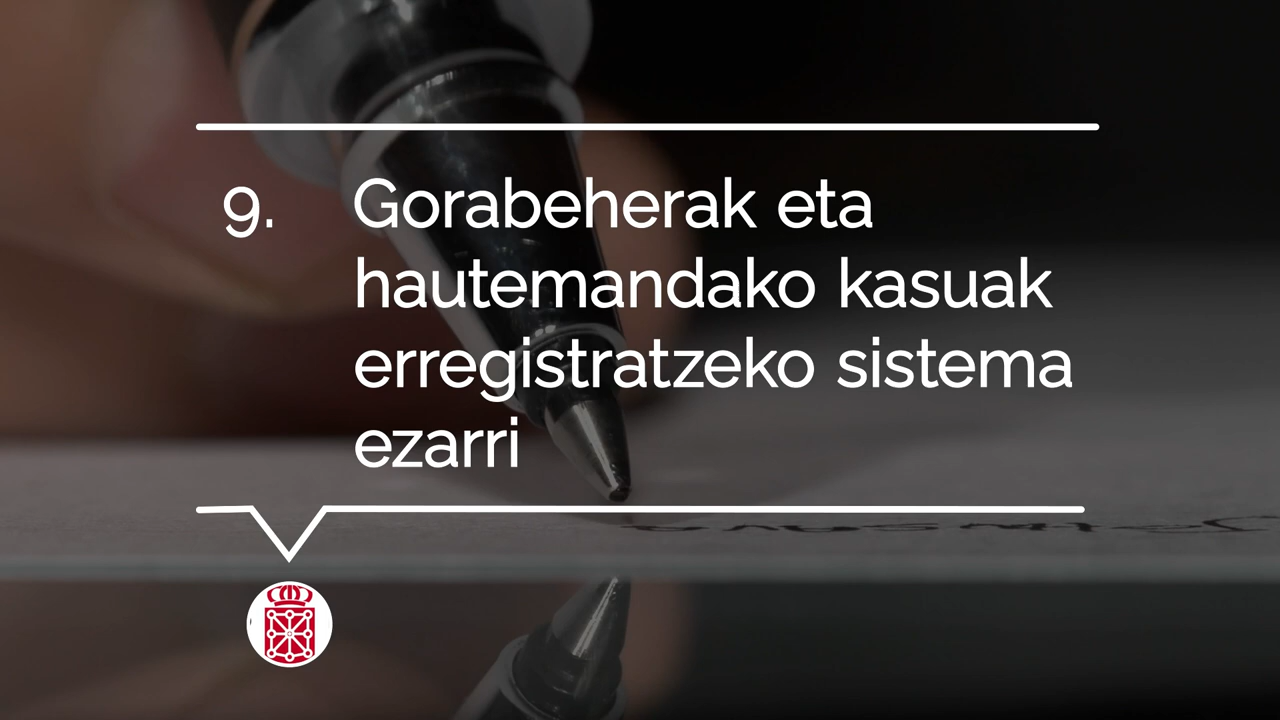 9. Gorabeherak eta
hautemandako kasuak
erregistratzeko sistema
ezarri